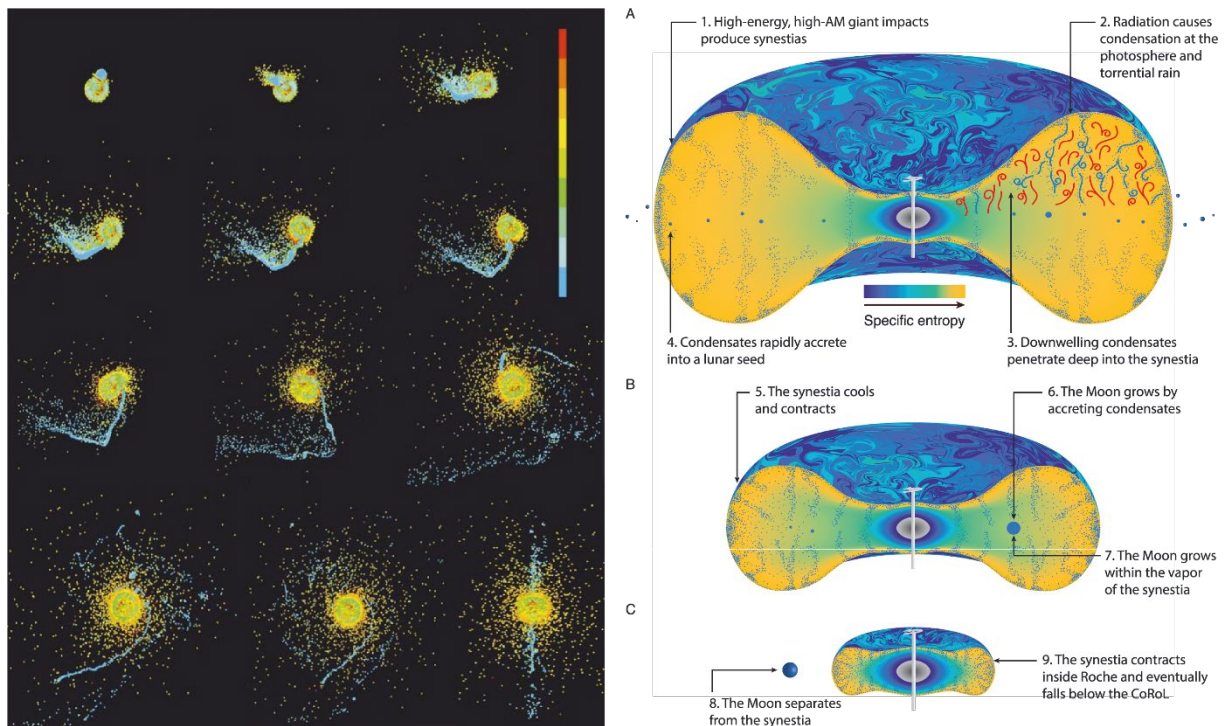 A
1. High-energy, high-AM giant impacts
produce synestias
2. Radiation causes
condensation at the
photosphere and
torrential rain
Specific entropy
4. Condensates rapidly accrete
into a lunar seed
3. Downwelling condensates
penetrate deep into the synestia
B
5. The synestia cools
and contracts
6. The Moon grows by
accreting condensates
7. The Moon grows
within the vapor
of the synestia
C
8. The Moon separates
from the synestia
9. The synestia contracts
inside Roche and eventually
falls below the CoRoL